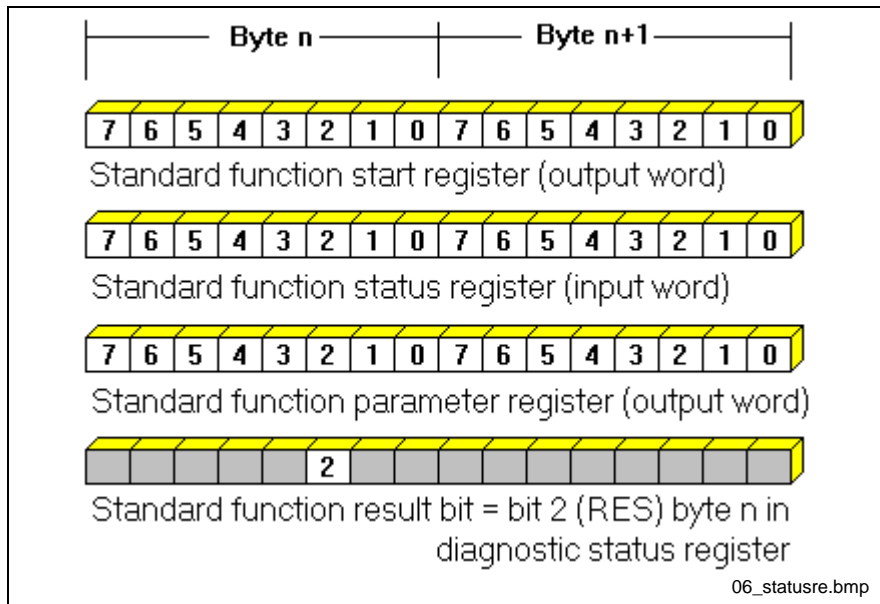 Byte n Byte n+1
7 6 5 4 3 2 1 0 7 6 5 4 3 2 1 0
Standard function start register (output word)
7 6 5 4 3 2 1 0 7 6 5 4 3 2 1 0
Standard function status register (input word)
7 6 5 4 3 2 1 0 7 6 5 4 3 2 1 0
Standard function parameter register (output word)
2
Standard function result bit = bit 2 (RES) byte n in
diagnostic status register
06_statusre.bmp